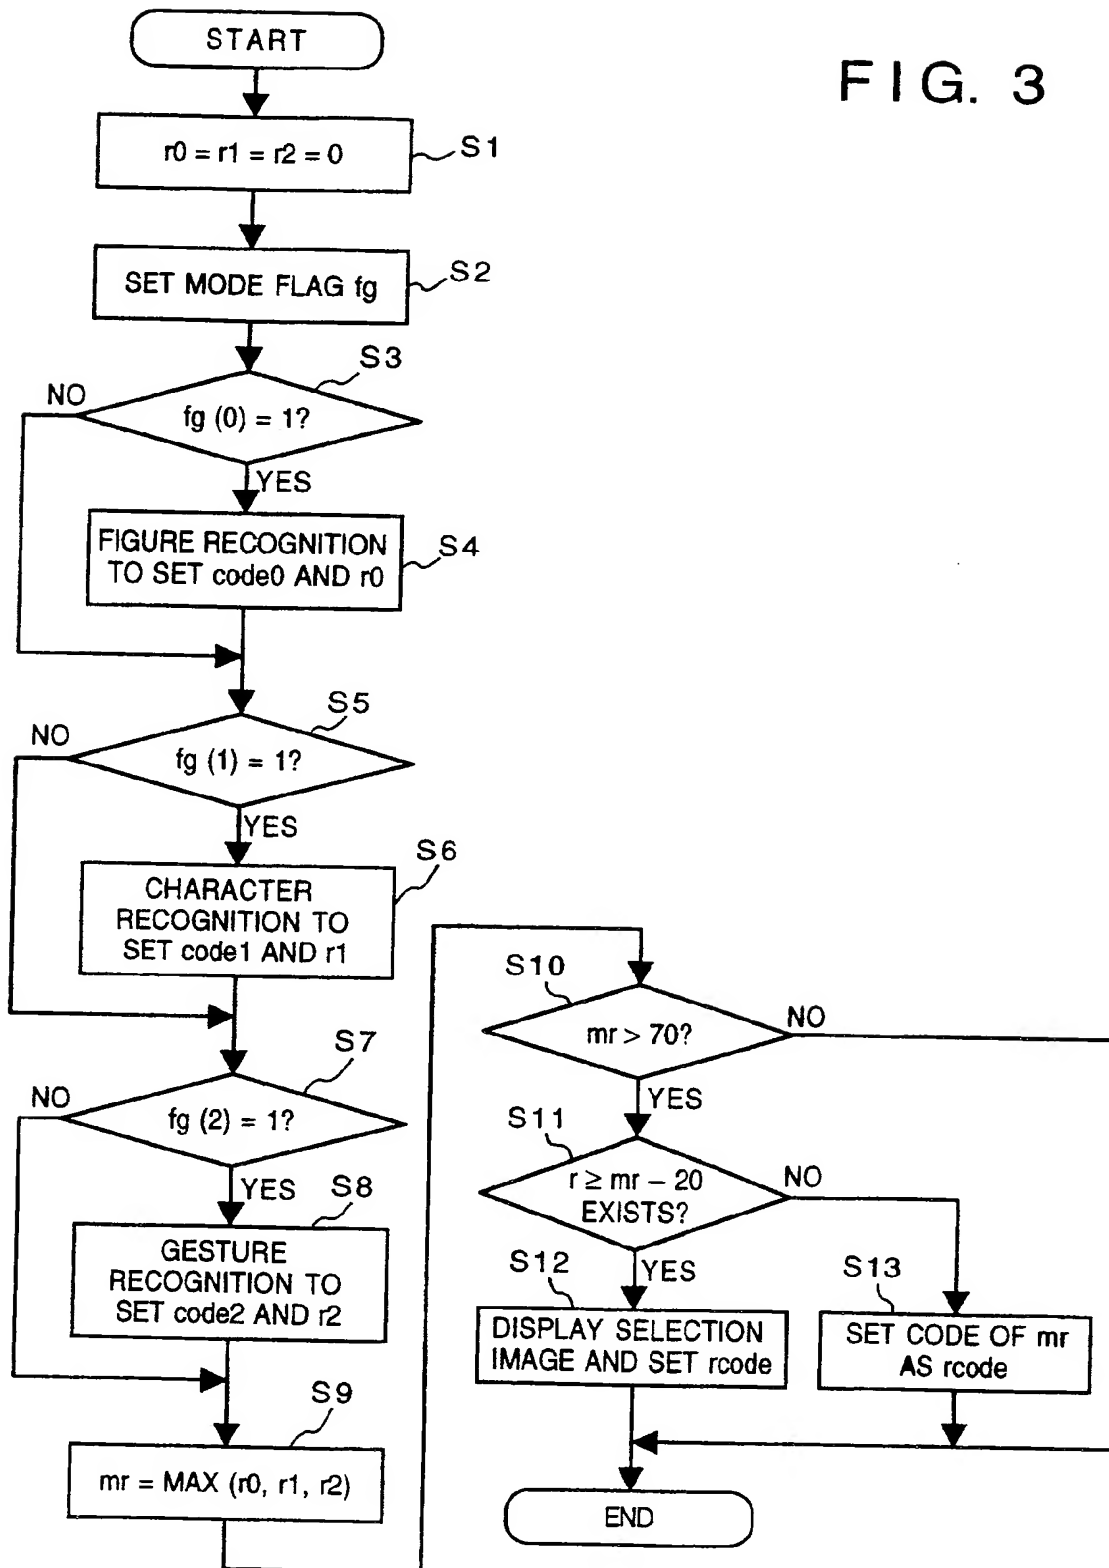 FIG. 3
START
r0 = r1 = r2 = 0
S1
SET MODE FLAG fg
S2
S3
NO
fg (0) = 1?
YES
FIGURE RECOGNITION
TO SET code0 AND r0
S4
S5
NO
fg (1) = 1?
YES
S6
CHARACTER
RECOGNITION TO
SET code1 AND r1
S7
NO
fg (2) = 1?
YES
S8
GESTURE
RECOGNITION TO
SET code2 AND r2
S9
mr = MAX (r0, r1, r2)
S10
NO
mr > 70?
YES
S11
NO
r ≥ mr − 20
EXISTS?
YES
S12
DISPLAY SELECTION
IMAGE AND SET rcode
S13
SET CODE OF mr
AS rcode
END